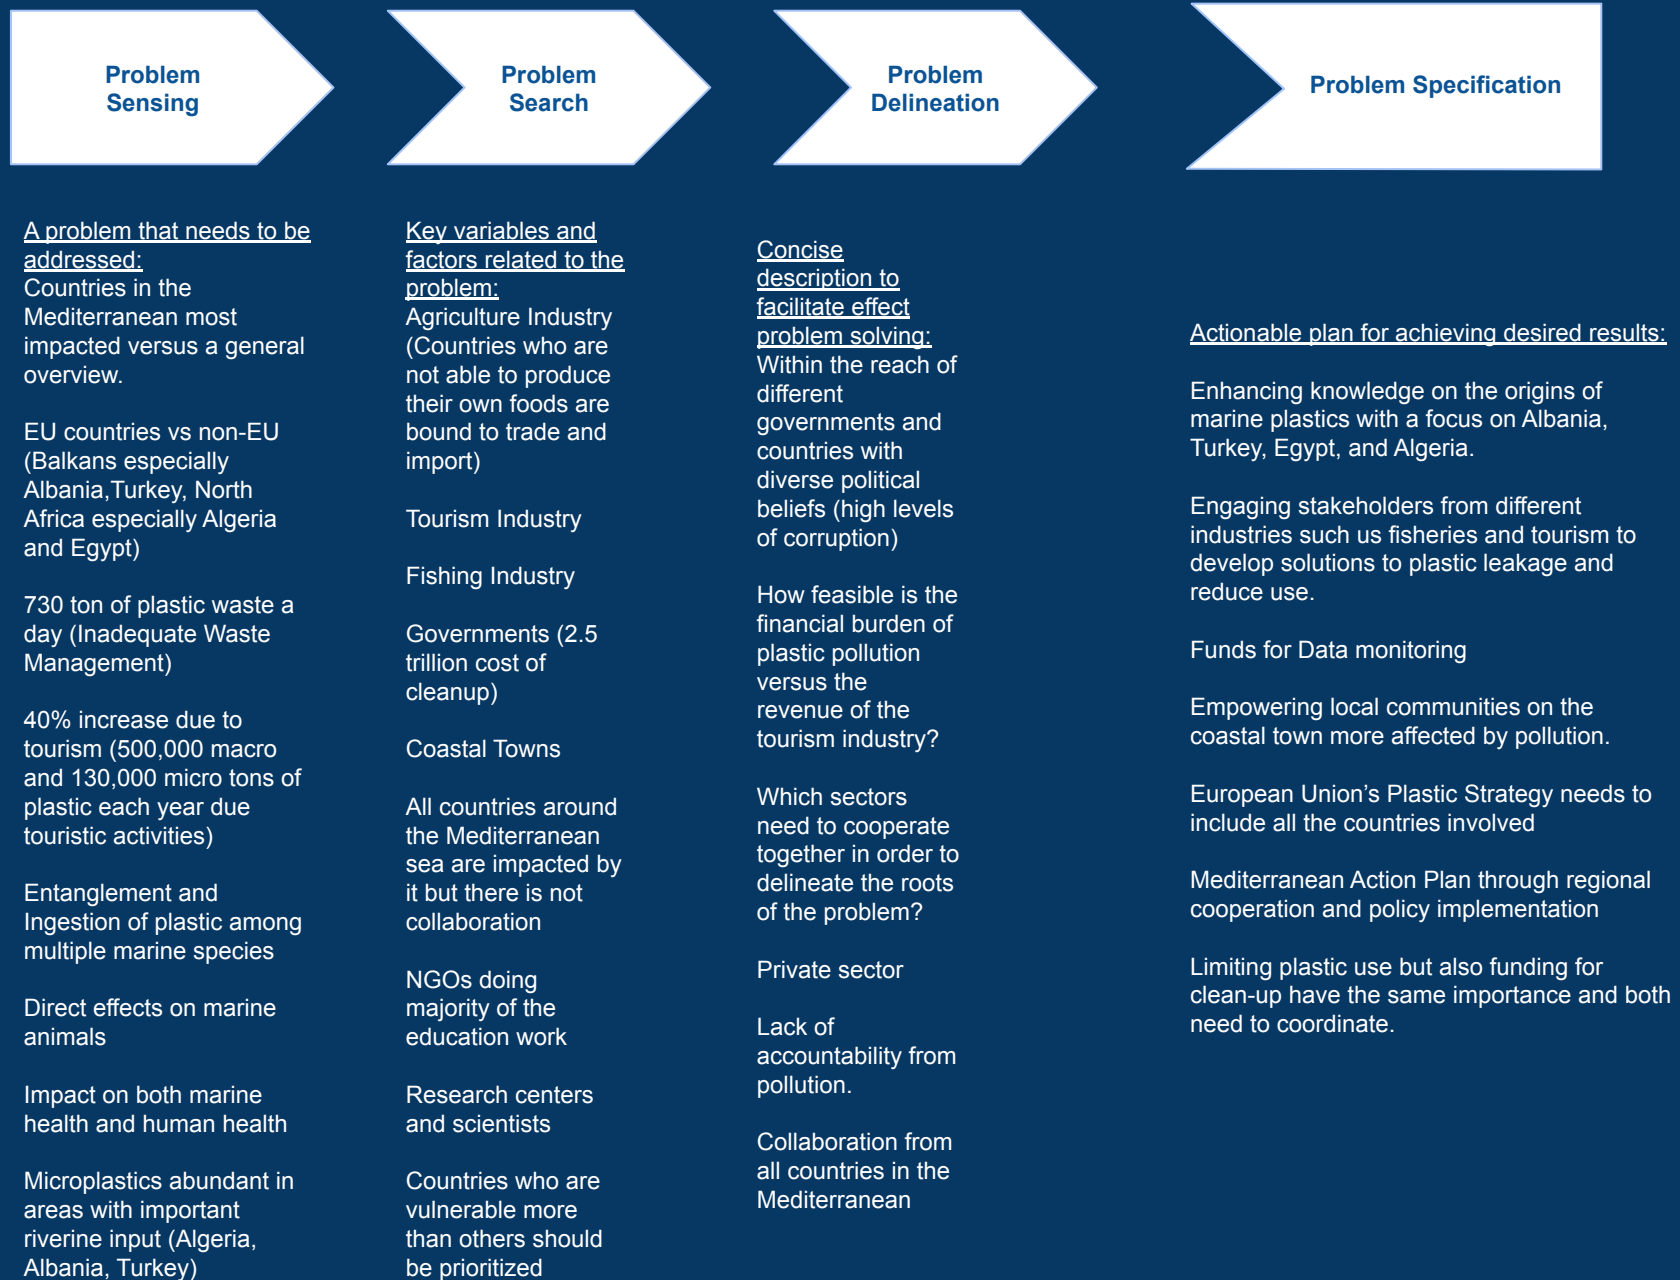 Problem
Sensing
Problem
Search
Problem
Delineation
Problem Specification
A problem that needs to be
addressed:
Countries in the
Mediterranean most
impacted versus a general
overview.
EU countries vs non-EU
(Balkans especially
Albania,Turkey, North
Africa especially Algeria
and Egypt)
730 ton of plastic waste a
day (Inadequate Waste
Management)
40% increase due to
tourism (500,000 macro
and 130,000 micro tons of
plastic each year due
touristic activities)
Entanglement and
Ingestion of plastic among
multiple marine species
Direct effects on marine
animals
Impact on both marine
health and human health
Microplastics abundant in
areas with important
riverine input (Algeria,
Albania, Turkey)
Key variables and
factors related to the
problem:
Agriculture Industry
(Countries who are
not able to produce
their own foods are
bound to trade and
import)
Tourism Industry
Fishing Industry
Governments (2.5
trillion cost of
cleanup)
Coastal Towns
All countries around
the Mediterranean
sea are impacted by
it but there is not
collaboration
NGOs doing
majority of the
education work
Research centers
and scientists
Countries who are
vulnerable more
than others should
be prioritized
Concise
description to
facilitate effect
problem solving:
Within the reach of
different
governments and
countries with
diverse political
beliefs (high levels
of corruption)
How feasible is the
financial burden of
plastic pollution
versus the
revenue of the
tourism industry?
Which sectors
need to cooperate
together in order to
delineate the roots
of the problem?
Private sector
Lack of
accountability from
pollution.
Collaboration from
all countries in the
Mediterranean
Actionable plan for achieving desired results:
Enhancing knowledge on the origins of
marine plastics with a focus on Albania,
Turkey, Egypt, and Algeria.
Engaging stakeholders from different
industries such us fisheries and tourism to
develop solutions to plastic leakage and
reduce use.
Funds for Data monitoring
Empowering local communities on the
coastal town more affected by pollution.
European Union’s Plastic Strategy needs to
include all the countries involved
Mediterranean Action Plan through regional
cooperation and policy implementation
Limiting plastic use but also funding for
clean-up have the same importance and both
need to coordinate.